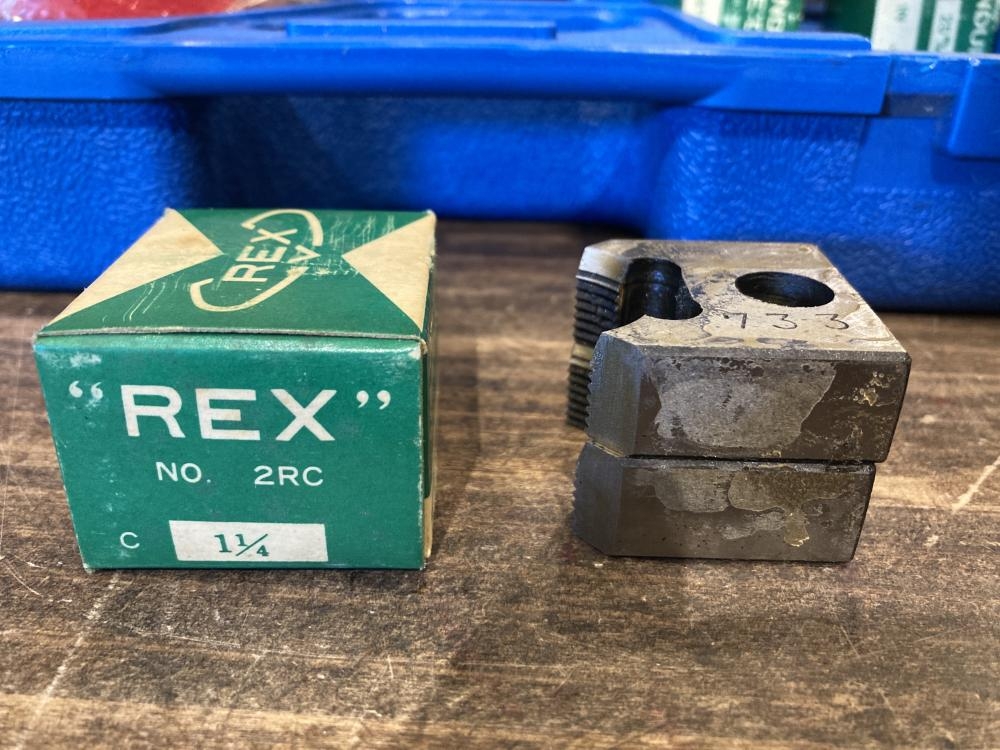 REX
“REX”
NO. 2RC
C 1¼
733